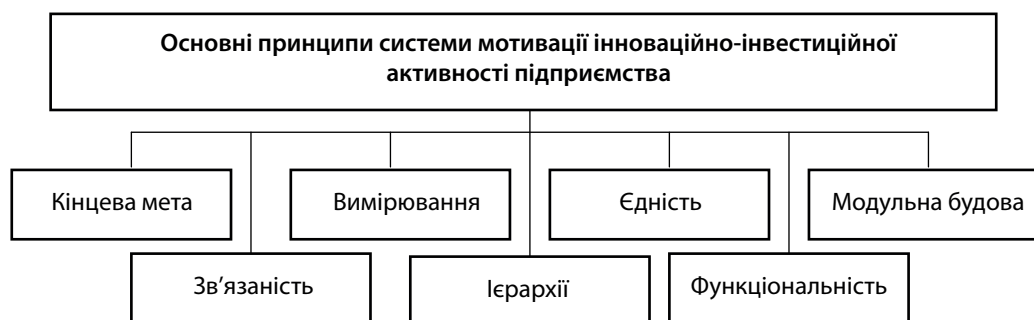 Основні принципи системи мотивації інноваційно-інвестиційної
активності підприємства
Кінцева мета
Вимірювання
Єдність
Модульна будова
Зв'язаність
Ієрархії
Функціональність